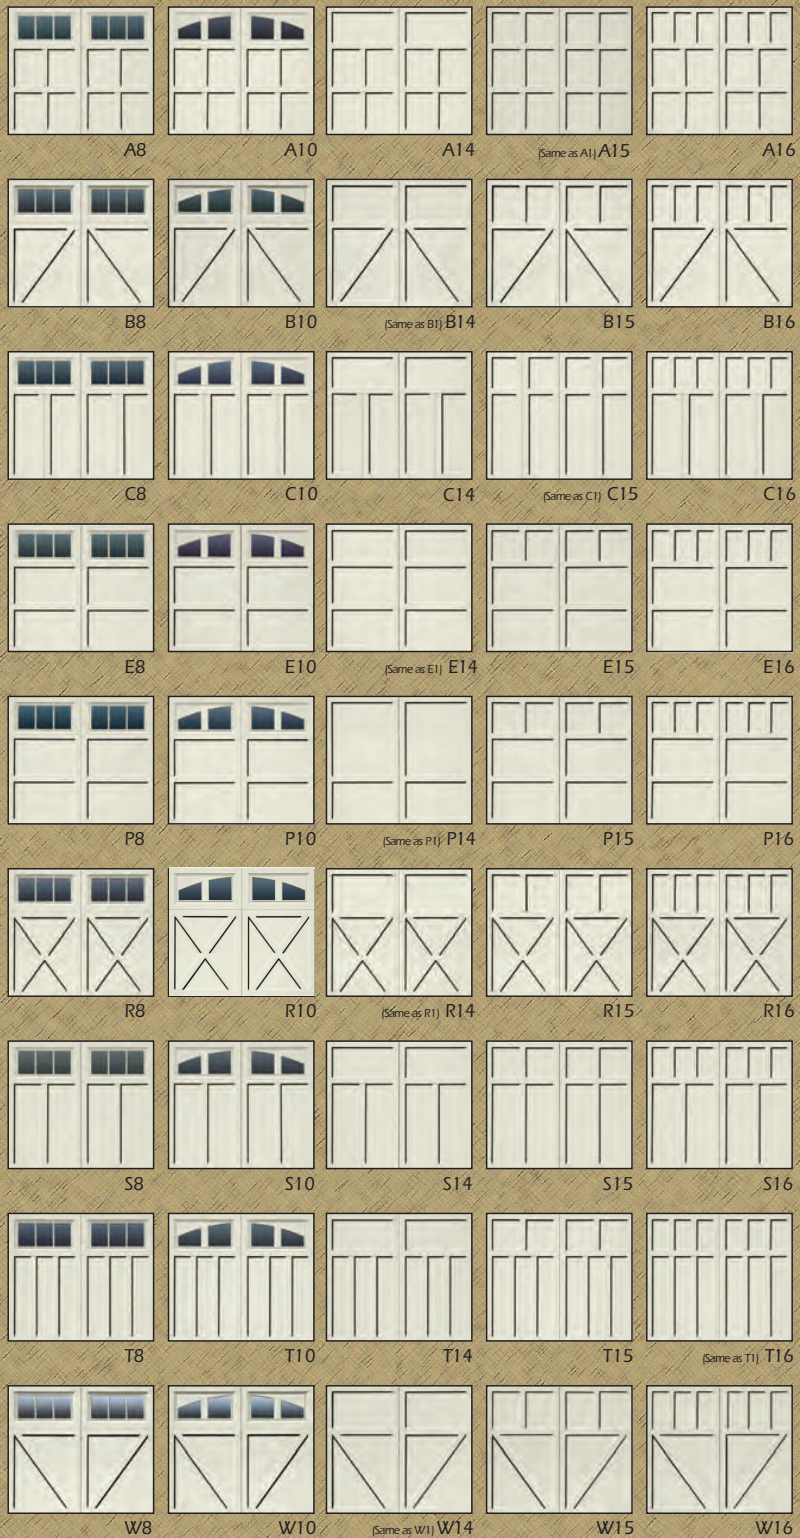 A8 A10 A14 (Same as A1) A15 A16
B8 B10 (Same as B1) B14 B15 B16
C8 C10 C14 (Same as C1) C15 C16
E8 E10 (Same as E1) E14 E15 E16
P8 P10 (Same as P1) P14 P15 P16
R8 R10 (Same as R1) R14 R15 R16
S8 S10 S14 S15 S16
T8 T10 T14 T15 (Same as T1) T16
W8 W10 (Same as W1) W14 W15 W16